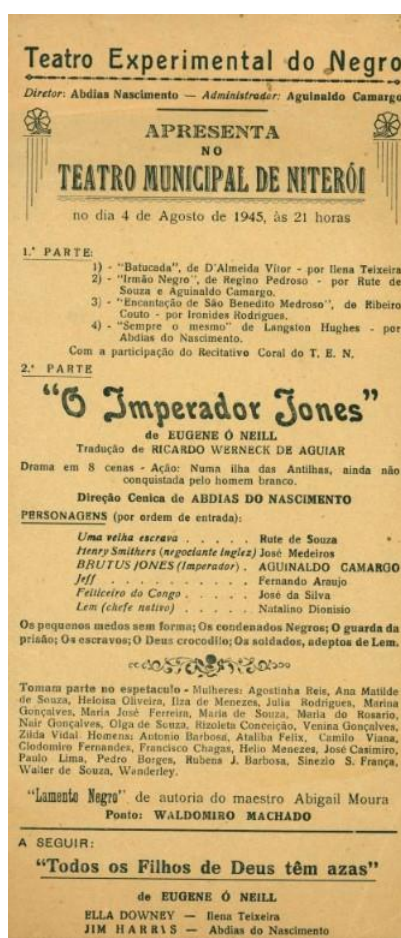 Teatro Experimental do Negro
Diretor: Abdias Nascimento — Administrador: Aguinaldo Camargo
APRESENTA
NO
TEATRO MUNICIPAL DE NITERÓI
no dia 4 de Agosto de 1945, às 21 horas
1.ª PARTE:
1) - "Batucada", de D'Almeida Vitor - por Ilena Teixeira
2) - "Irmão Negro", de Regino Pedroso - por Rute de
Souza e Aguinaldo Camargo.
3) - "Encantação de São Benedito Medroso", de Ribeiro
Couto - por Ironides Rodrigues.
4) - "Sempre o mesmo" de Langston Hughes - por
Abdias do Nascimento.
Com a participação do Recitativo Coral do T. E. N.
2.ª PARTE
"O Imperador Jones"
de EUGENE Ó NEILL
Tradução de RICARDO WERNECK DE AGUIAR
Drama em 8 cenas - Ação: Numa ilha das Antilhas, ainda não
conquistada pelo homem branco.
Direção Cenica de ABDIAS DO NASCIMENTO
PERSONAGENS (por ordem de entrada):
Uma velha escrava . . . . . Rute de Souza
Henry Smithers (negociante inglez) José Medeiros
BRUTUS JONES (Imperador) . AGUINALDO CAMARGO
Jeff . . . . . . . . . . Fernando Araujo
Feiticeiro do Congo . . . . . José da Silva
Lem (chefe nativo) . . . . . Natalino Dionisio
Os pequenos medos sem forma; Os condenados Negros; O guarda da
prisão; Os escravos; O Deus crocodilo; Os soldados, adeptos de Lem.
Tomam parte no espetaculo - Mulheres: Agostinha Reis, Ana Matilde
de Souza, Heloisa Oliveira, Ilza de Menezes, Julia Rodrigues, Marina
Gonçalves, Maria José Ferreira, Maria de Souza, Maria do Rosario,
Nair Gonçalves, Olga de Souza, Rizoleta Conceição, Venina Gonçalves,
Zilda Vidal. Homens: Antonio Barbosa, Ataliba Felix, Camilo Viana,
Clodomiro Fernandes, Francisco Chagas, Helio Menezes, José Casimiro,
Paulo Lima, Pedro Borges, Rubens J. Barbosa, Sinezio S. França,
Walter de Souza, Wanderley.
"Lamento Negro" de autoria do maestro Abigail Moura
Ponto: WALDOMIRO MACHADO
A SEGUIR:
"Todos os Filhos de Deus têm azas"
de EUGENE Ó NEILL
ELLA DOWNEY — Ilena Teixeira
JIM HARRIS — Abdias do Nascimento